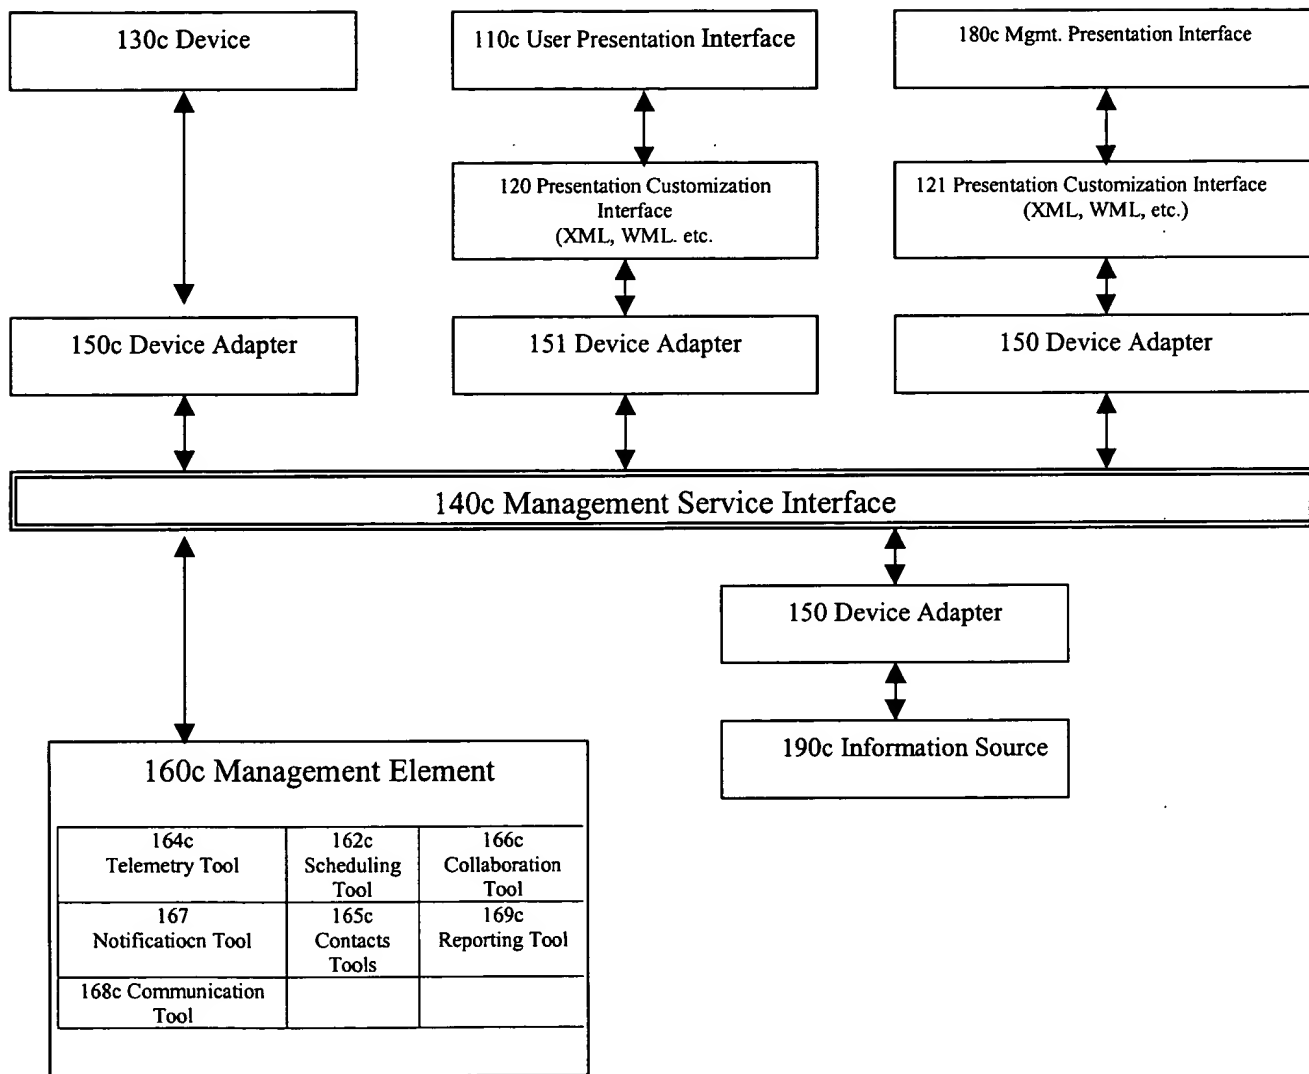 130c Device
110c User Presentation Interface
180c Mgmt. Presentation Interface
120 Presentation Customization
Interface
(XML, WML. etc.
121 Presentation Customization Interface
(XML, WML, etc.)
150c Device Adapter
151 Device Adapter
150 Device Adapter
140c Management Service Interface
150 Device Adapter
190c Information Source
160c Management Element
164c
Telemetry Tool
162c
Scheduling
Tool
166c
Collaboration
Tool
167
Notificatiocn Tool
165c
Contacts
Tools
169c
Reporting Tool
168c Communication
Tool